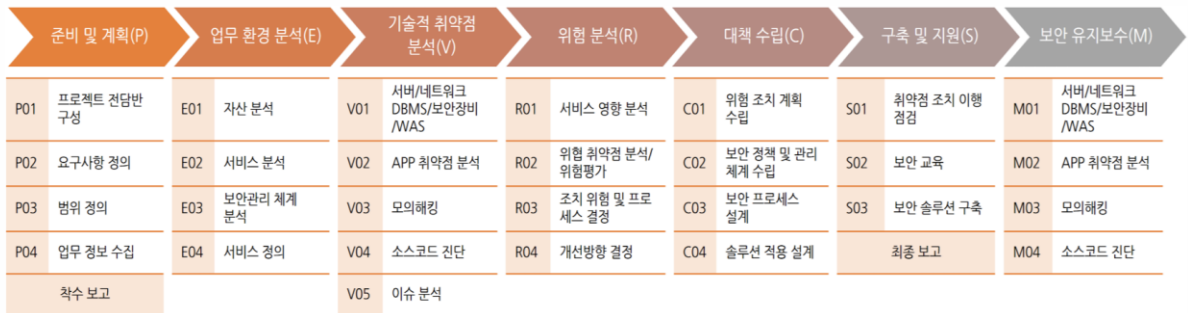 준비 및 계획(P)
업무 환경 분석(E)
기술적 취약점
분석(V)
위험 분석(R)
대책 수립(C)
구축 및 지원(S)
보안 유지보수(M)
P01
프로젝트 전담반
구성
P02
요구사항 정의
P03
범위 정의
P04
업무 정보 수집
착수 보고
E01
자산 분석
E02
서비스 분석
E03
보안관리 체계
분석
E04
서비스 정의
V01
서버/네트워크
DBMS/보안장비
/WAS
V02
APP 취약점 분석
V03
모의해킹
V04
소스코드 진단
V05
이슈 분석
R01
서비스 영향 분석
R02
위협 취약점 분석/
위험평가
R03
조치 위험 및 프로
세스 결정
R04
개선방향 결정
C01
위험 조치 계획
수립
C02
보안 정책 및 관리
체계 수립
C03
보안 프로세스
설계
C04
솔루션 적용 설계
S01
취약점 조치 이행
점검
S02
보안 교육
S03
보안 솔루션 구축
최종 보고
M01
서버/네트워크
DBMS/보안장비
/WAS
M02
APP 취약점 분석
M03
모의해킹
M04
소스코드 진단